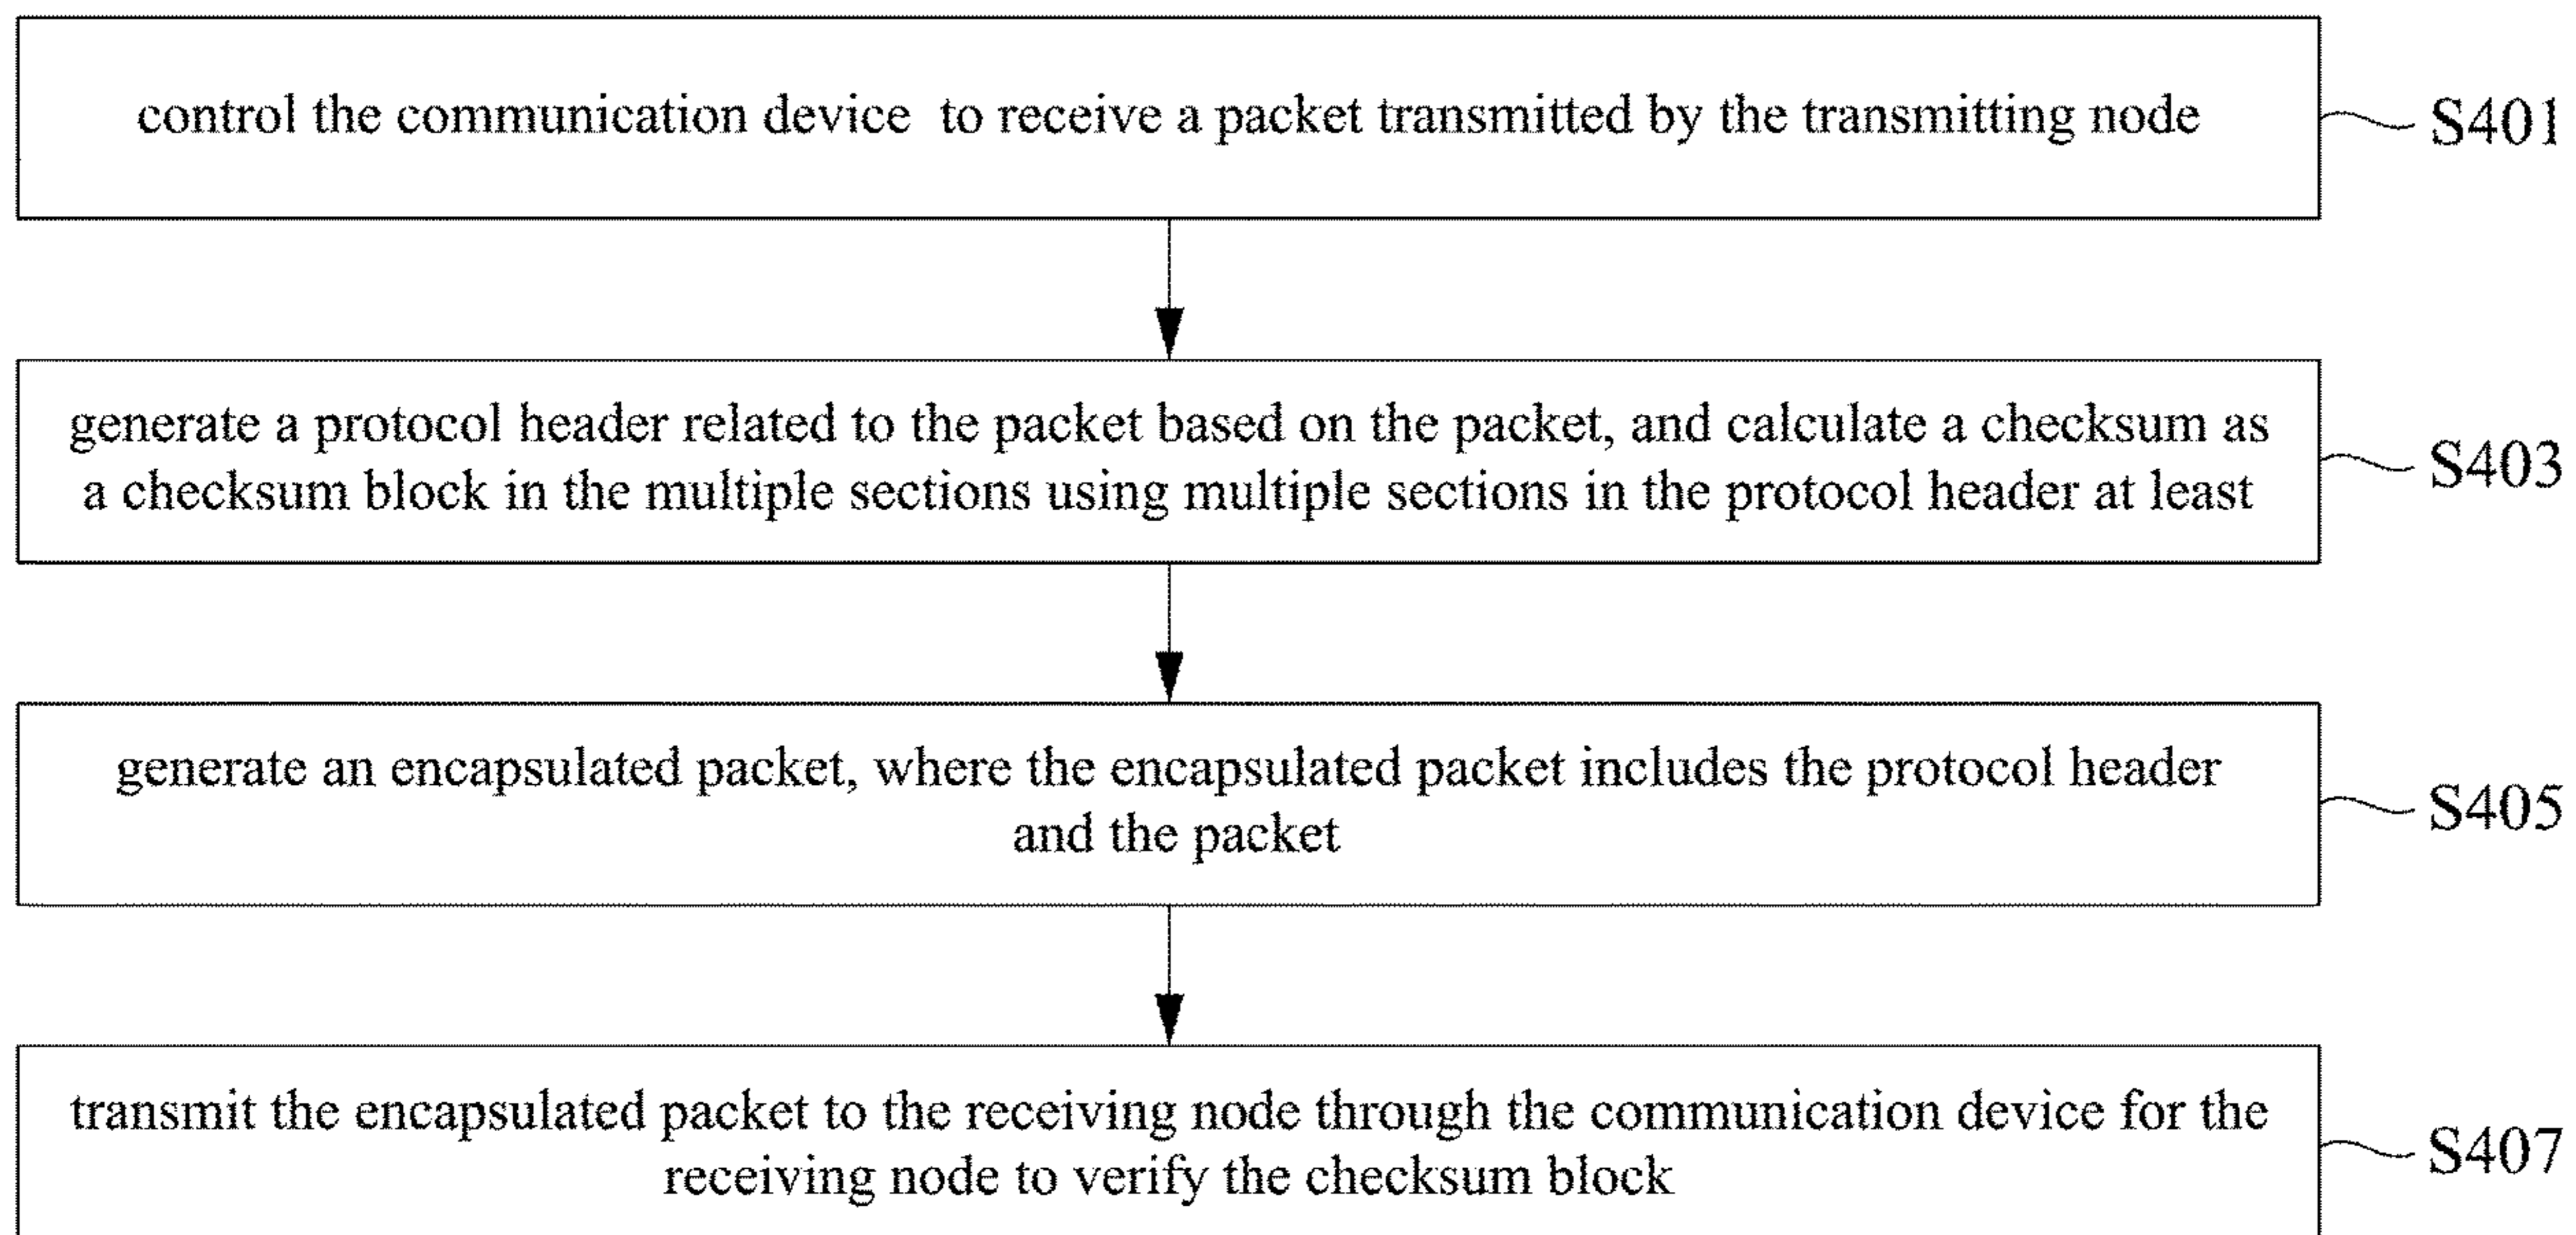 control the communication device to receive a packet transmitted by the transmitting node
S401
generate a protocol header related to the packet based on the packet, and calculate a checksum as
a checksum block in the multiple sections using multiple sections in the protocol header at least
S403
generate an encapsulated packet, where the encapsulated packet includes the protocol header
and the packet
S405
transmit the encapsulated packet to the receiving node through the communication device for the
receiving node to verify the checksum block
S407